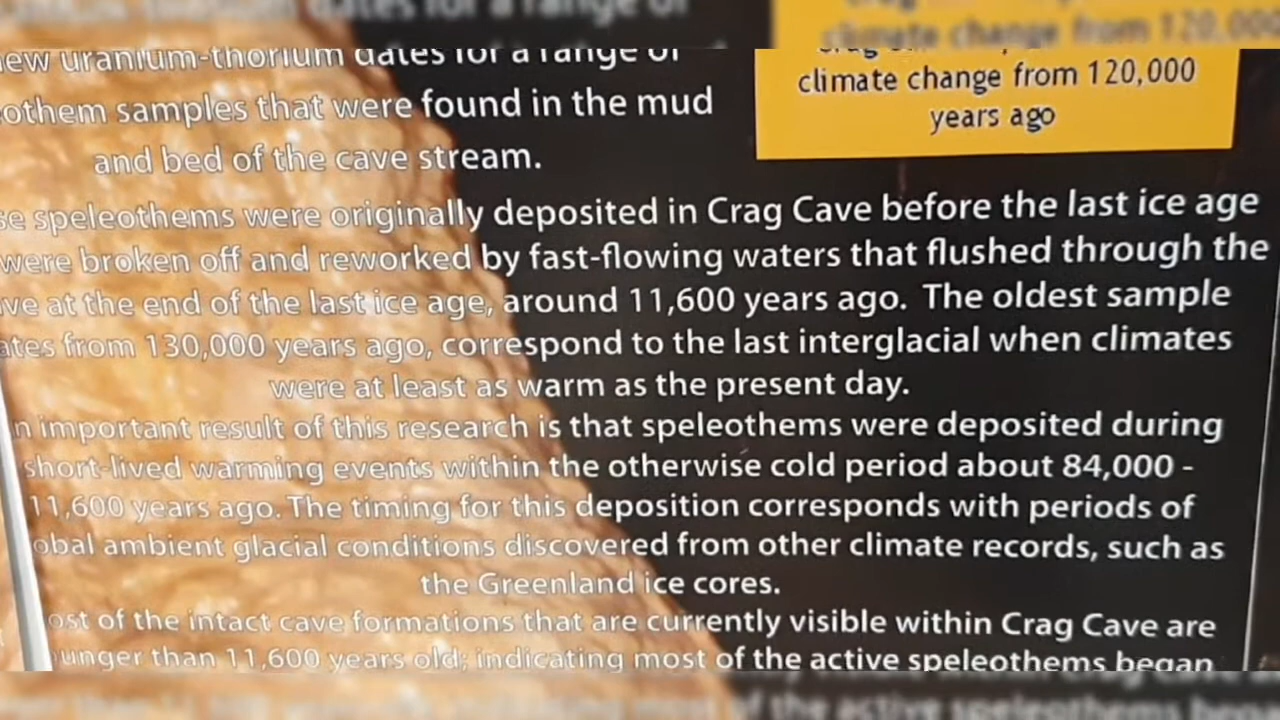 climate change from 120,000
years ago
uranium-thorium dates for a range of
samples that were found in the mud
and bed of the cave stream.
speleothems were originally deposited in Crag Cave before the last ice age
were broken off and reworked by fast-flowing waters that flushed through the
at the end of the last ice age, around 11,600 years ago. The oldest sample
from 130,000 years ago, correspond to the last interglacial when climates
were at least as warm as the present day.
important result of this research is that speleothems were deposited during
short-lived warming events within the otherwise cold period about 84,000 -
11,600 years ago. The timing for this deposition corresponds with periods of
obal ambient glacial conditions discovered from other climate records, such as
the Greenland ice cores.
ost of the intact cave formations that are currently visible within Crag Cave are
unger than 11,600 years old; indicating most of the active speleothems began